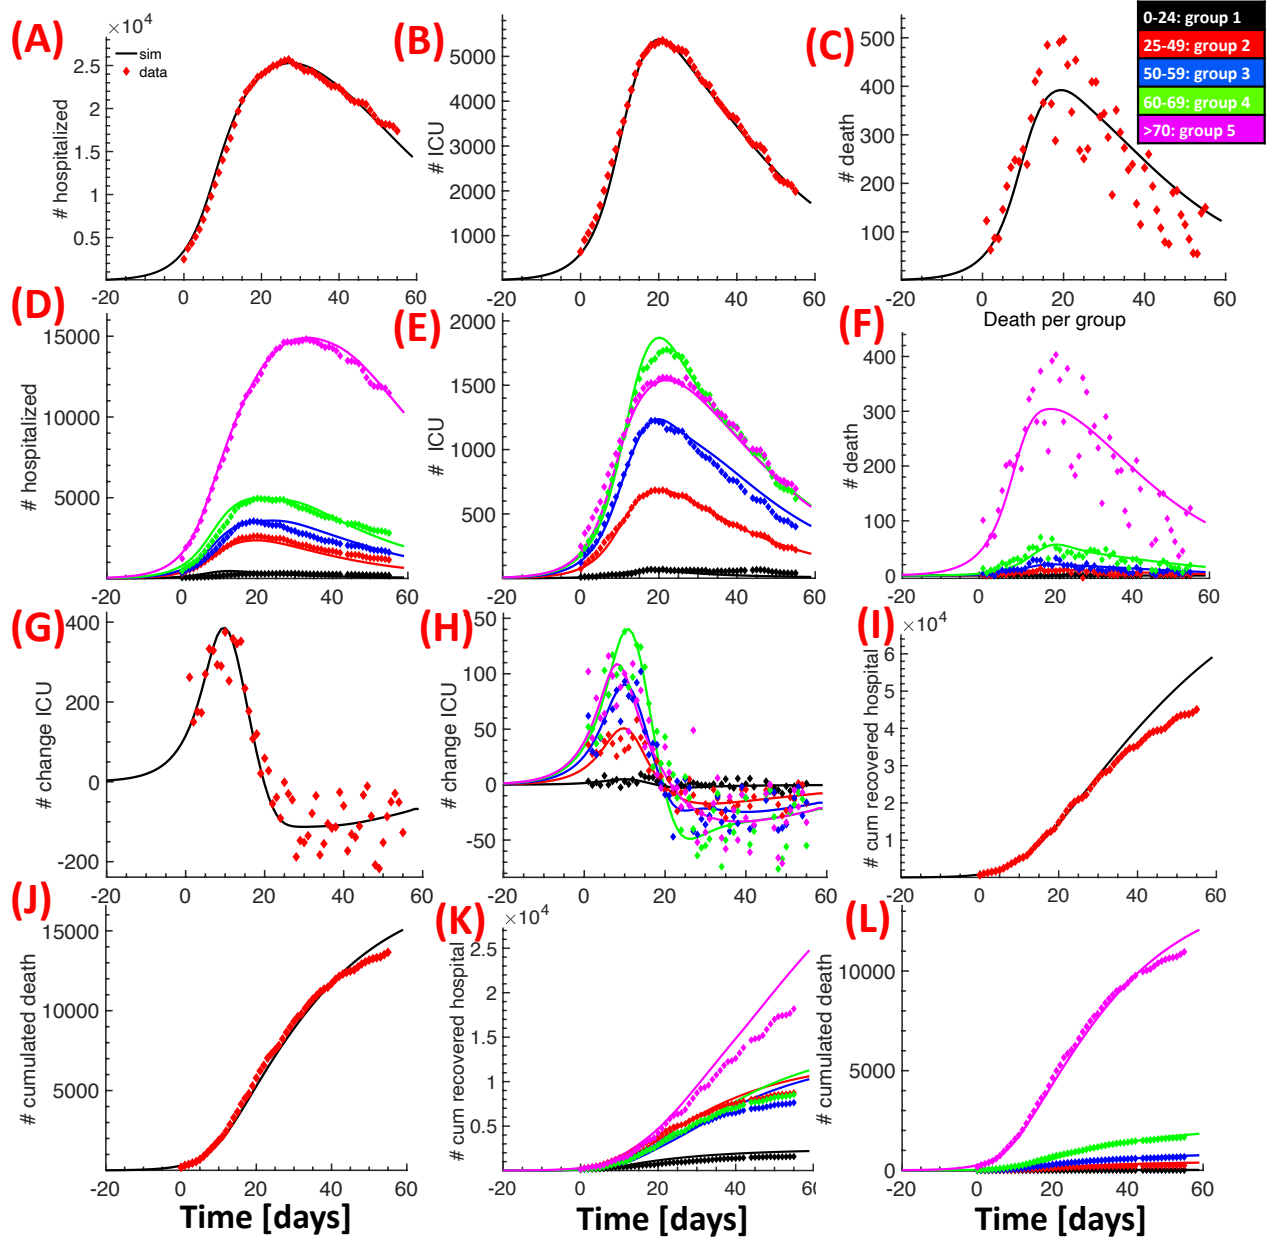 (A)
×10⁴
sim
data
2.5
2
1.5
1
0.5
# hospitalized
-20 0 20 40 60
(B)
5000
4000
3000
2000
1000
# ICU
-20 0 20 40 60
(C)
500
400
300
200
100
# death
-20 0 20 40 60
0-24: group 1
25-49: group 2
50-59: group 3
60-69: group 4
>70: group 5
(D)
15000
10000
5000
# hospitalized
-20 0 20 40 60
(E)
2000
1500
1000
500
# ICU
-20 0 20 40 60
Death per group
(F)
400
300
200
100
0
# death
-20 0 20 40 60
(G)
400
200
0
-200
# change ICU
-20 0 20 40 60
(H)
150
100
50
0
-50
# change ICU
-20 0 20 40 60
(I)
×10⁴
6
5
4
3
2
1
# cum recovered hospital
-20 0 20 40 60
(J)
15000
10000
5000
0
# cumulated death
-20 0 20 40 60
Time [days]
(K)
×10⁴
2.5
2
1.5
1
0.5
# cum recovered hospital
-20 0 20 40 60
Time [days]
(L)
10000
5000
0
# cumulated death
-20 0 20 40 60
Time [days]